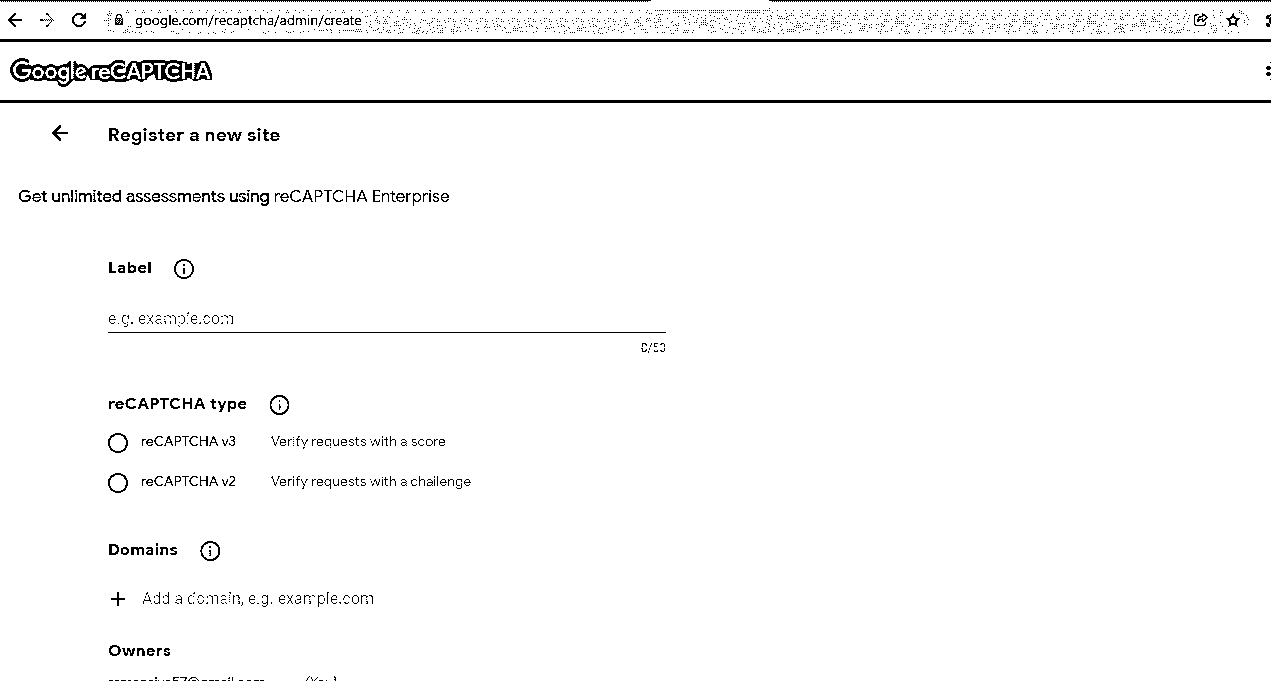 google.com/recaptcha/admin/create
Google reCAPTCHA
Register a new site
Get unlimited assessments using reCAPTCHA Enterprise
Label
e.g. example.com
0/50
reCAPTCHA type
reCAPTCHA v3 Verify requests with a score
reCAPTCHA v2 Verify requests with a challenge
Domains
Add a domain, e.g. example.com
Owners
(You)